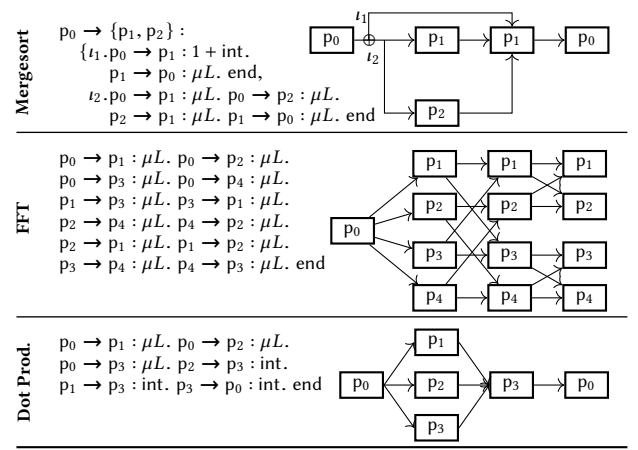 Mergesort
p₀ → {p₁, p₂} :
{ι₁.p₀ → p₁ : 1 + int.
p₁ → p₀ : μL. end,
ι₂.p₀ → p₁ : μL. p₀ → p₂ : μL.
p₂ → p₁ : μL. p₁ → p₀ : μL. end
ι₁
p₀ ⊕ p₁ p₁ p₀
ι₂
p₂
FFT
p₀ → p₁ : μL. p₀ → p₂ : μL.
p₀ → p₃ : μL. p₀ → p₄ : μL.
p₁ → p₃ : μL. p₃ → p₁ : μL.
p₂ → p₄ : μL. p₄ → p₂ : μL.
p₂ → p₁ : μL. p₁ → p₂ : μL.
p₃ → p₄ : μL. p₄ → p₃ : μL. end
p₁ p₁ p₁
p₂ p₂ p₂
p₀
p₃ p₃ p₃
p₄ p₄ p₄
Dot Prod.
p₀ → p₁ : μL. p₀ → p₂ : μL.
p₀ → p₃ : μL. p₂ → p₃ : int.
p₁ → p₃ : int. p₃ → p₀ : int. end
p₁
p₀ p₂ p₃ p₀
p₃